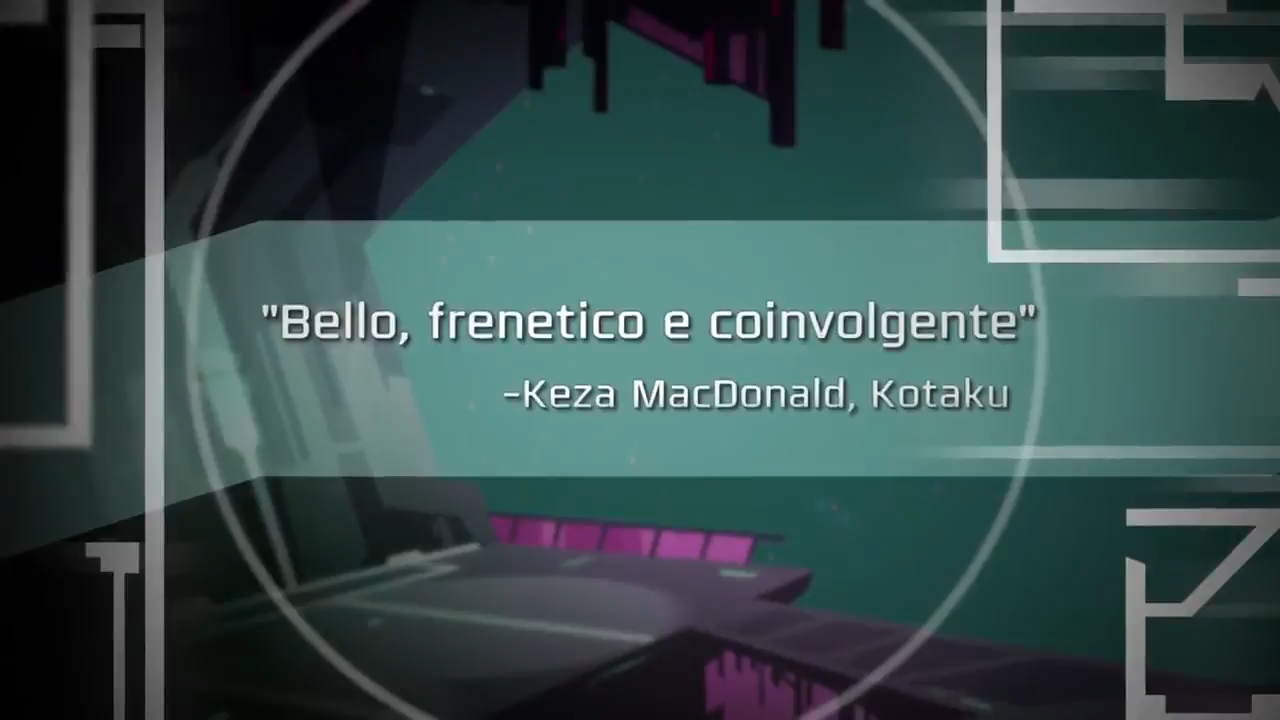 "Bello, frenetico e coinvolgente"
-Keza MacDonald, Kotaku